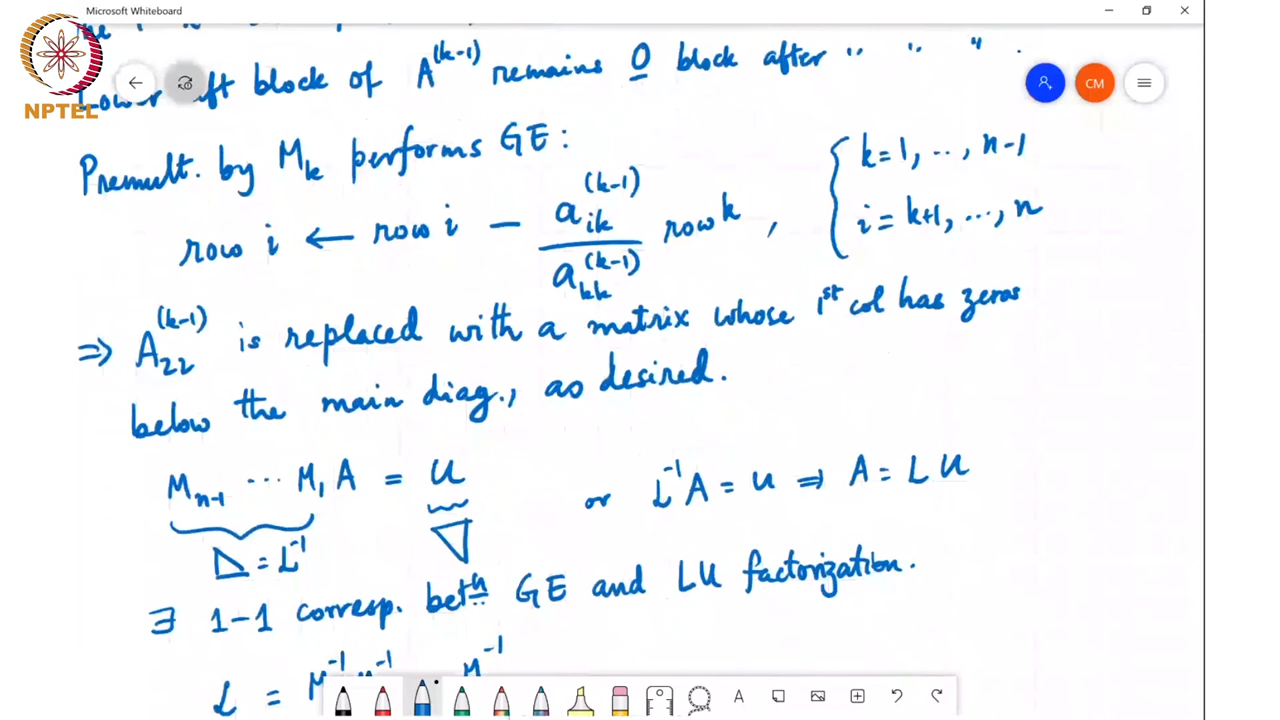 Microsoft Whiteboard
block of A^(k-1) remains 0 block after " " " .
NPTEL
CM
Premult. by M_k performs GE:
row i ← row i − a_ik^(k-1) / a_kk^(k-1) row k , { k=1, .., n-1
i = k+1, ..., n
⇒ A_22^(k-1) is replaced with a matrix whose 1st col has zeros
below the main diag., as desired.
M_n-1 ... M_1 A = U or L^-1 A = U ⇒ A = L U
= L^-1
∃ 1-1 corresp. betn GE and LU factorization.
L = M^-1 M^-1 M^-1
A